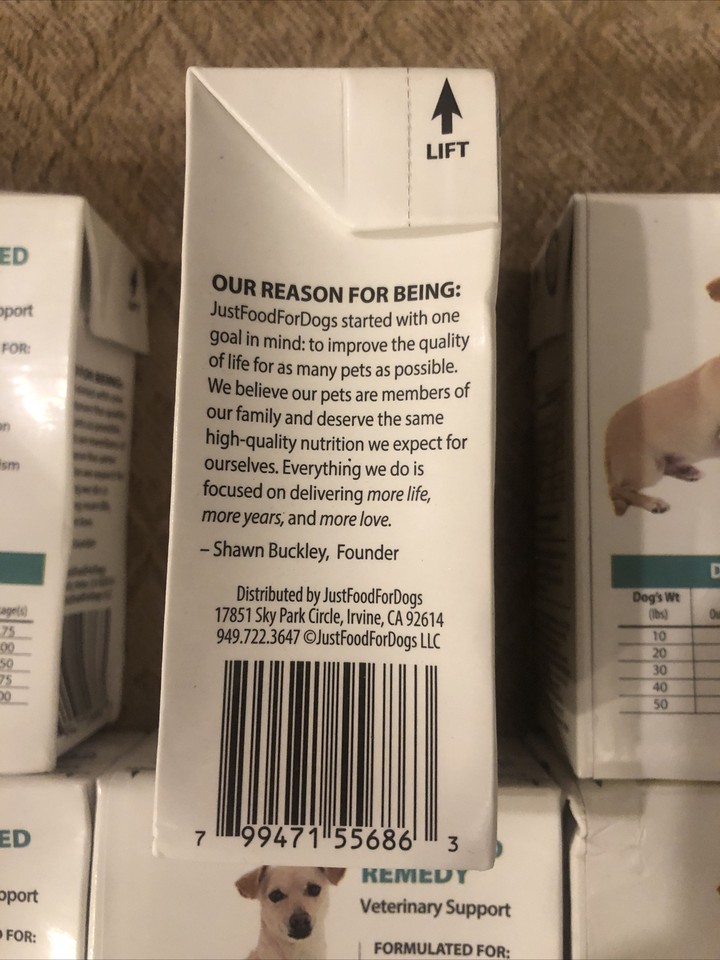 LIFT
OUR REASON FOR BEING:
JustFoodForDogs started with one
goal in mind: to improve the quality
of life for as many pets as possible.
We believe our pets are members of
our family and deserve the same
high-quality nutrition we expect for
ourselves. Everything we do is
focused on delivering more life,
more years, and more love.
– Shawn Buckley, Founder
Distributed by JustFoodForDogs
17851 Sky Park Circle, Irvine, CA 92614
949.722.3647 ©JustFoodForDogs LLC
7 99471 55686 3
ED
FOR:
Dog's Wt
(lbs)
10
20
30
40
50
ED
FOR:
REMEDY
Veterinary Support
FORMULATED FOR: